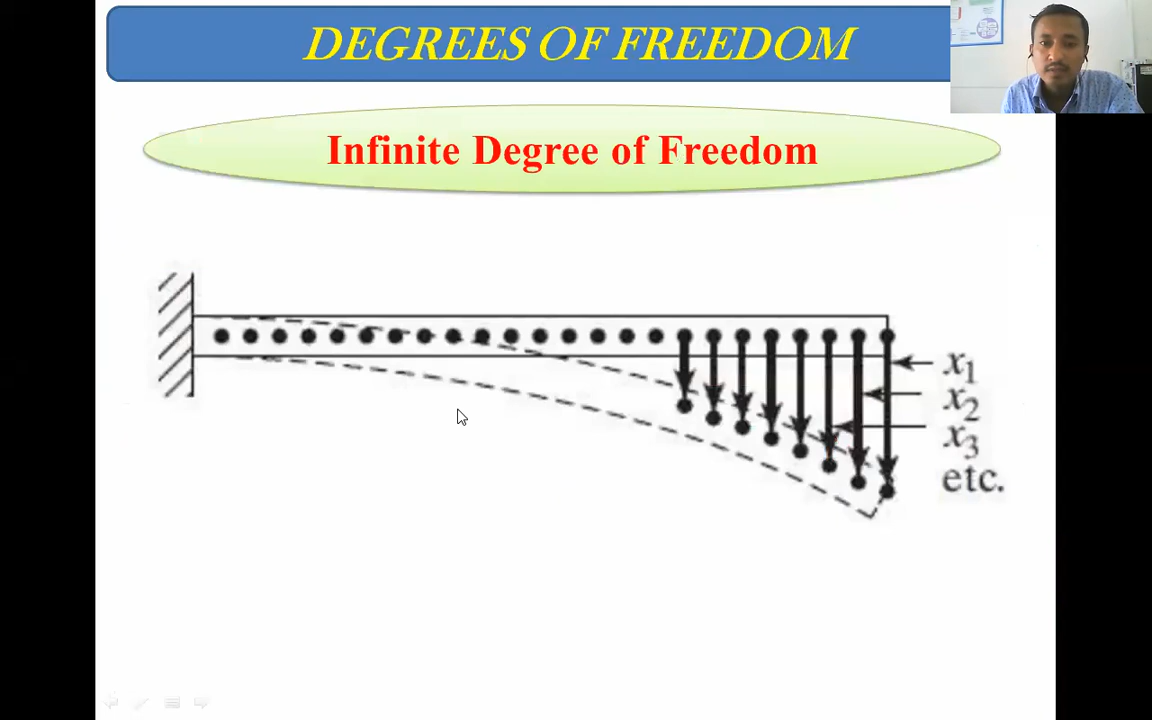 DEGREES OF FREEDOM
Infinite Degree of Freedom
x1
x2
x3
etc.